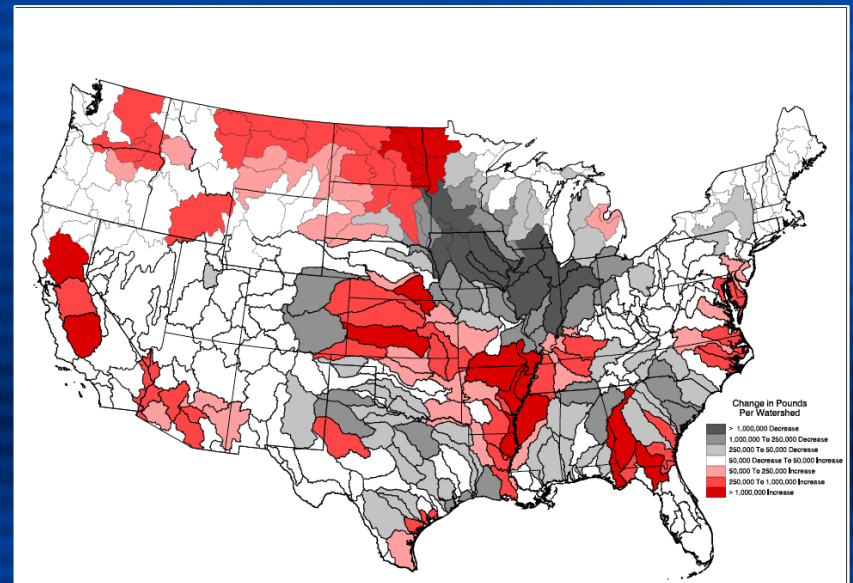 Change in Pounds
Per Watershed
> 1,000,000 Decrease
1,000,000 To 250,000 Decrease
250,000 To 50,000 Decrease
50,000 Decrease To 50,000 Increase
50,000 To 250,000 Increase
250,000 To 1,000,000 Increase
> 1,000,000 Increase